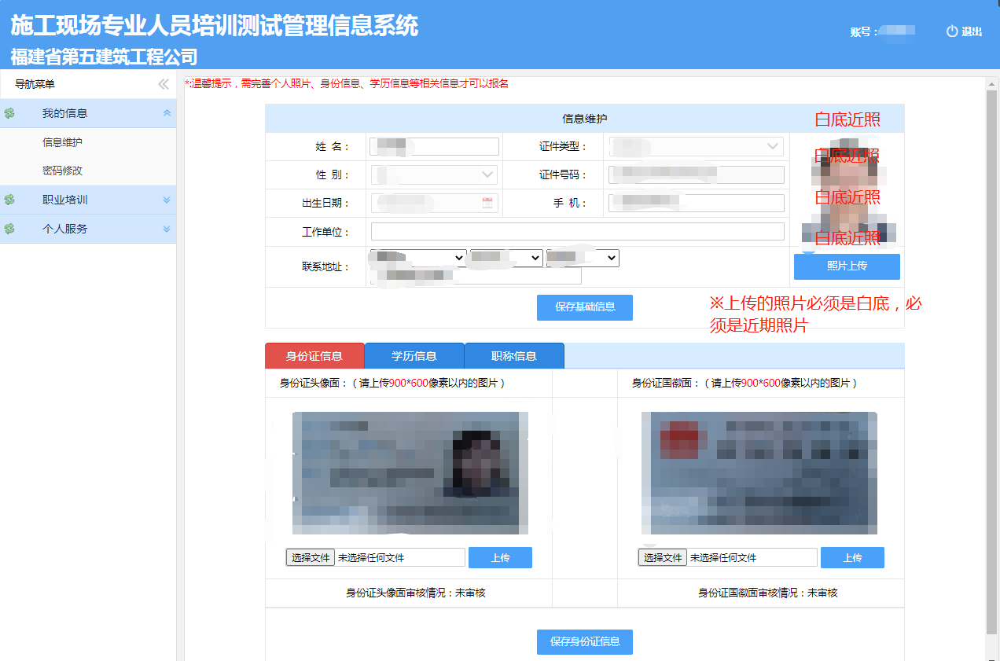 施工现场专业人员培训测试管理信息系统
福建省第五建筑工程公司
账号：
退出
导航菜单
我的信息
信息维护
密码修改
职业培训
个人服务
*:温馨提示，需完善个人照片、身份信息、学历信息等相关信息才可以报名
信息维护
姓 名：
证件类型：
性 别：
证件号码：
出生日期：
手 机：
工作单位：
联系地址：
白底近照
白底近照
白底近照
白底近照
照片上传
保存基础信息
※上传的照片必须是白底，必
须是近期照片
身份证信息
学历信息
职称信息
身份证头像面：（请上传900*600像素以内的图片）
身份证国徽面：（请上传900*600像素以内的图片）
选择文件 未选择任何文件
上传
选择文件 未选择任何文件
上传
身份证头像面审核情况：未审核
身份证国徽面审核情况：未审核
保存身份证信息